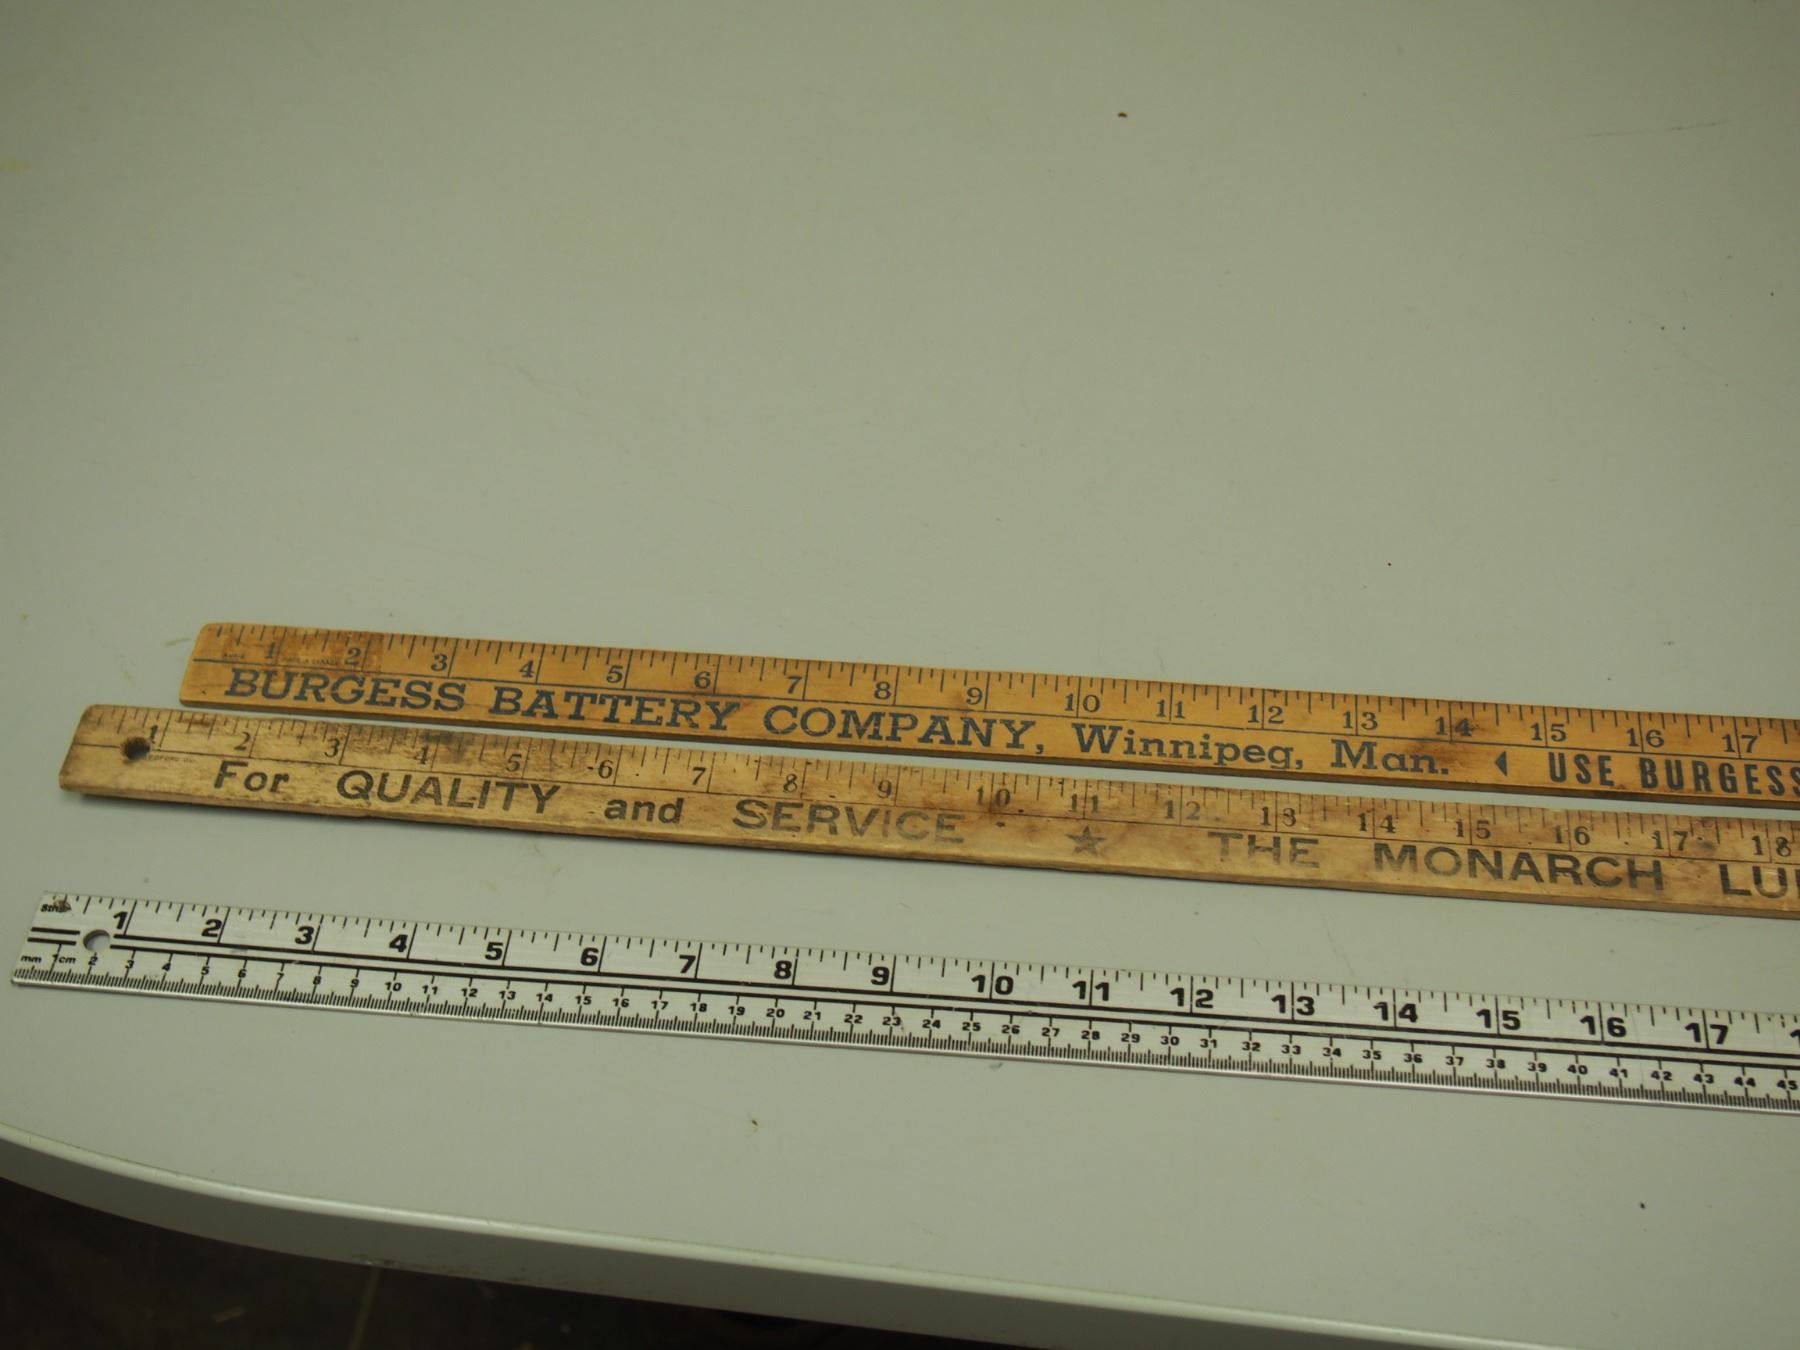 1 2 3 4 5 6 7 8 9 10 11 12 13 14 15 16 17
BURGESS BATTERY COMPANY, Winnipeg, Man. ◀ USE BURGESS
1 2 3 4 5 6 7 8 9 10 11 12 13 14 15 16 17 18
For QUALITY and SERVICE ★ THE MONARCH
1 2 3 4 5 6 7 8 9 10 11 12 13 14 15 16 17
mm 1cm 2 3 4 5 6 7 8 9 10 11 12 13 14 15 16 17 18 19 20 21 22 23 24 25 26 27 28 29 30 31 32 33 34 35 36 37 38 39 40 41 42 43 44 45